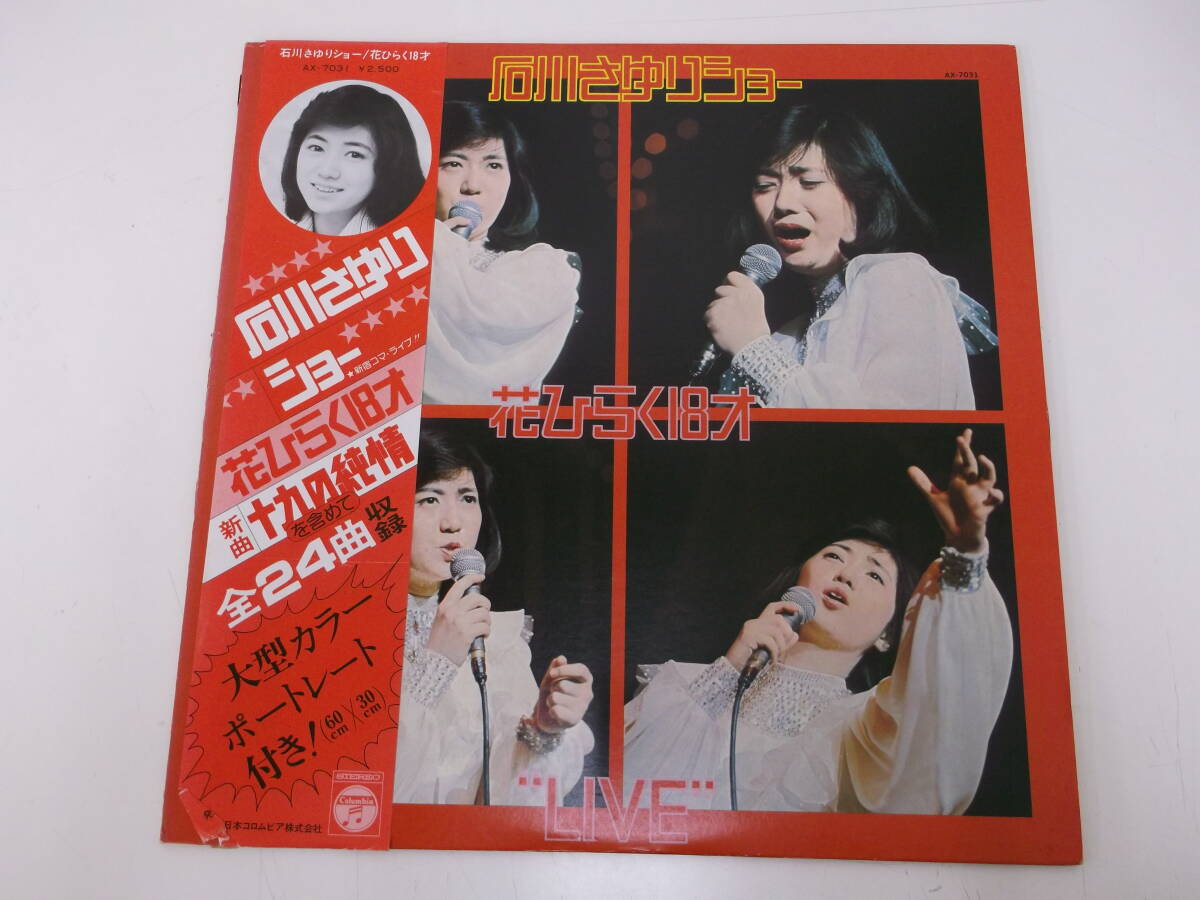 石川さゆりショー/花ひらく18才
AX-7031 ¥2,500
石川さゆり
ショー
★新宿コマ・ライブ!!
花ひらく18才
新曲
十九の純情
を含めて
全24曲
収録
大型カラー
ポートレート
付き!(60cm×30cm)
STEREO
Columbia
発
日本コロムビア株式会社
石川さゆりショー
AX-7031
花ひらく18才
"LIVE"